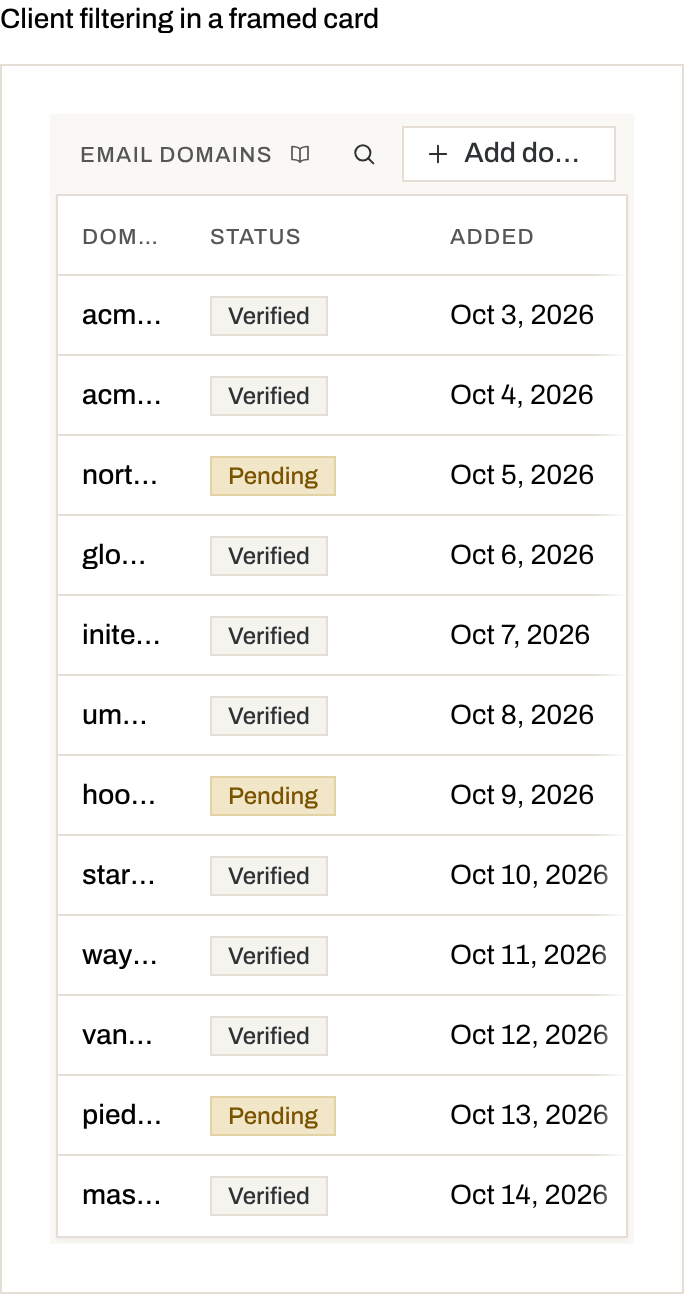 Client filtering in a framed card
EMAIL DOMAINS
Add do...
DOM... STATUS ADDED
acm... Verified Oct 3, 2026
acm... Verified Oct 4, 2026
nort... Pending Oct 5, 2026
glo... Verified Oct 6, 2026
inite... Verified Oct 7, 2026
um... Verified Oct 8, 2026
hoo... Pending Oct 9, 2026
star... Verified Oct 10, 2026
way... Verified Oct 11, 2026
van... Verified Oct 12, 2026
pied... Pending Oct 13, 2026
mas... Verified Oct 14, 2026